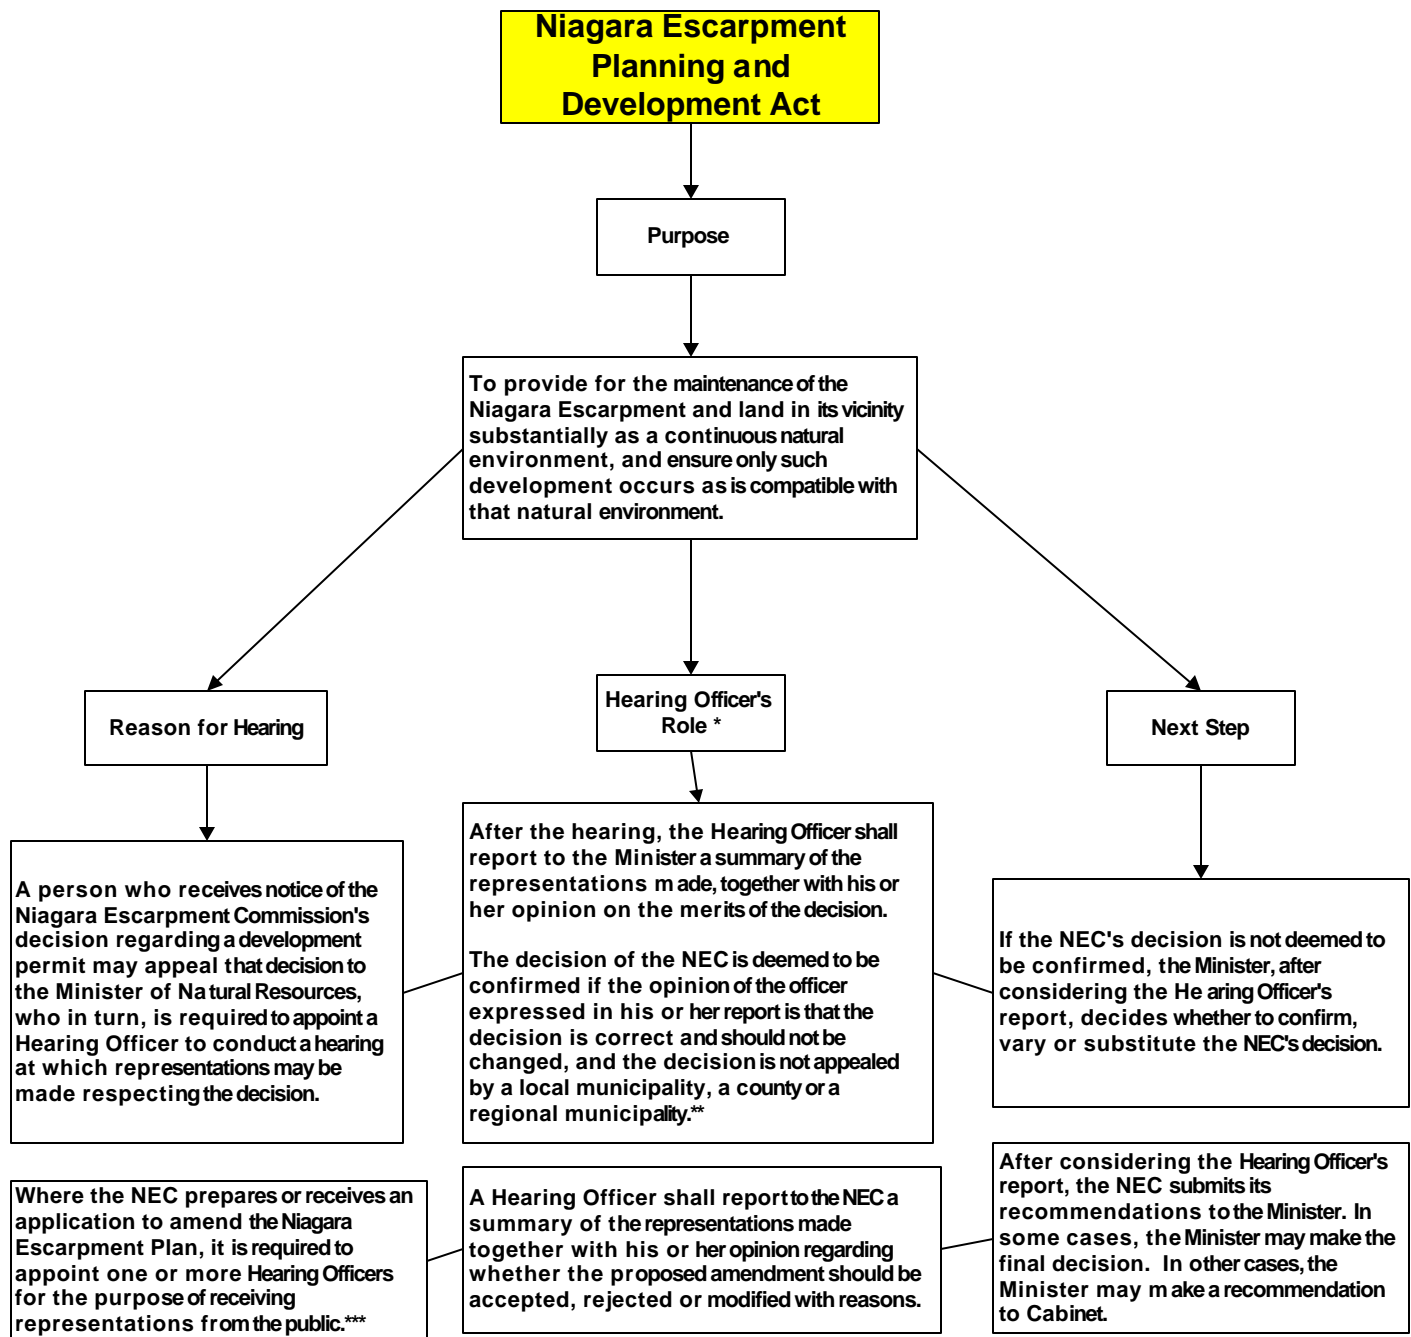 Niagara Escarpment
Planning and
Development Act
Purpose
To provide for the maintenance of the
Niagara Escarpment and land in its vicinity
substantially as a continuous natural
environment, and ensure only such
development occurs as is compatible with
that natural environment.
Reason for Hearing
Hearing Officer's
Role *
Next Step
A person who receives notice of the
Niagara Escarpment Commission's
decision regarding a development
permit may appeal that decision to
the Minister of Natural Resources,
who in turn, is required to appoint a
Hearing Officer to conduct a hearing
at which representations may be
made respecting the decision.
After the hearing, the Hearing Officer shall
report to the Minister a summary of the
representations made, together with his or
her opinion on the merits of the decision.
The decision of the NEC is deemed to be
confirmed if the opinion of the officer
expressed in his or her report is that the
decision is correct and should not be
changed, and the decision is not appealed
by a local municipality, a county or a
regional municipality.**
If the NEC's decision is not deemed to
be confirmed, the Minister, after
considering the Hearing Officer's
report, decides whether to confirm,
vary or substitute the NEC's decision.
Where the NEC prepares or receives an
application to amend the Niagara
Escarpment Plan, it is required to
appoint one or more Hearing Officers
for the purpose of receiving
representations from the public.***
A Hearing Officer shall report to the NEC a
summary of the representations made
together with his or her opinion regarding
whether the proposed amendment should be
accepted, rejected or modified with reasons.
After considering the Hearing Officer's
report, the NEC submits its
recommendations to the Minister. In
some cases, the Minister may make the
final decision. In other cases, the
Minister may make a recommendation
to Cabinet.